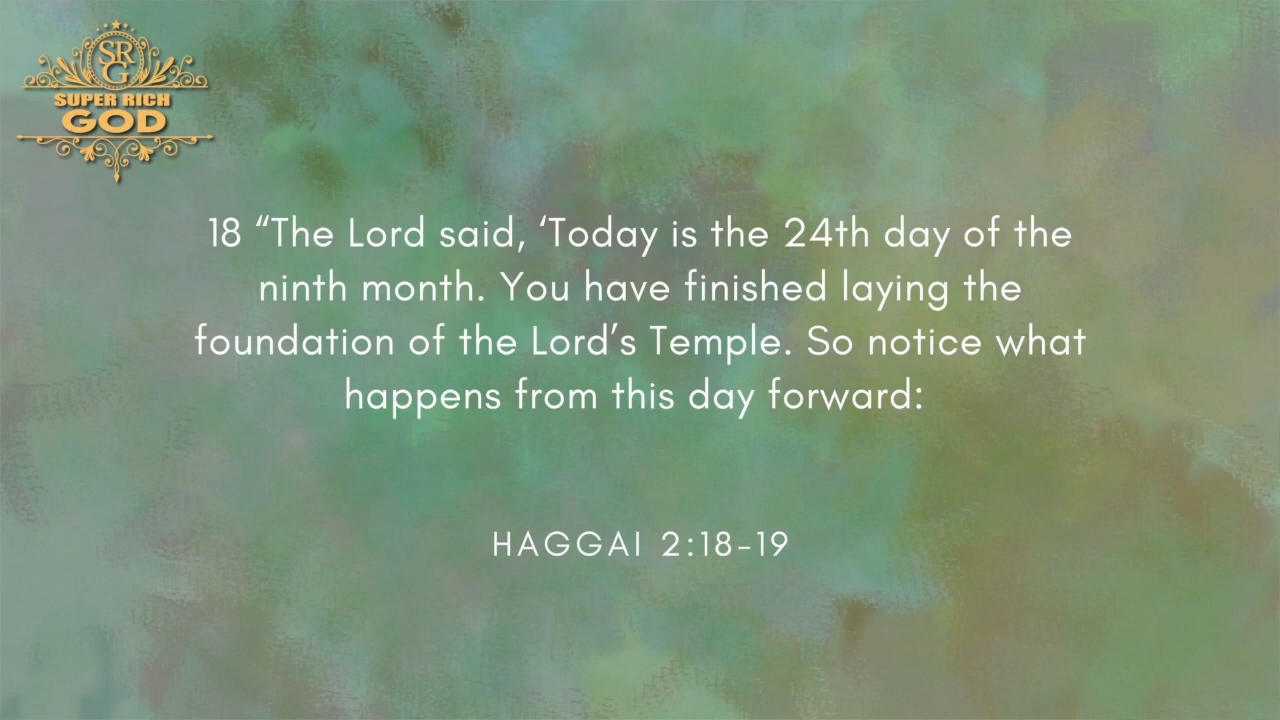 SRG
SUPER RICH
GOD
18 “The Lord said, ‘Today is the 24th day of the
ninth month. You have finished laying the
foundation of the Lord’s Temple. So notice what
happens from this day forward:
HAGGAI 2:18-19